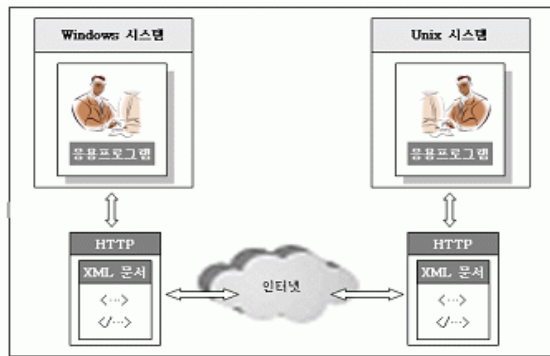 Windows 시스템
Unix 시스템
응용프로그램
응용프로그램
HTTP
HTTP
XML 문서
인터넷
XML 문서
<···>
<···>
</···>
</···>